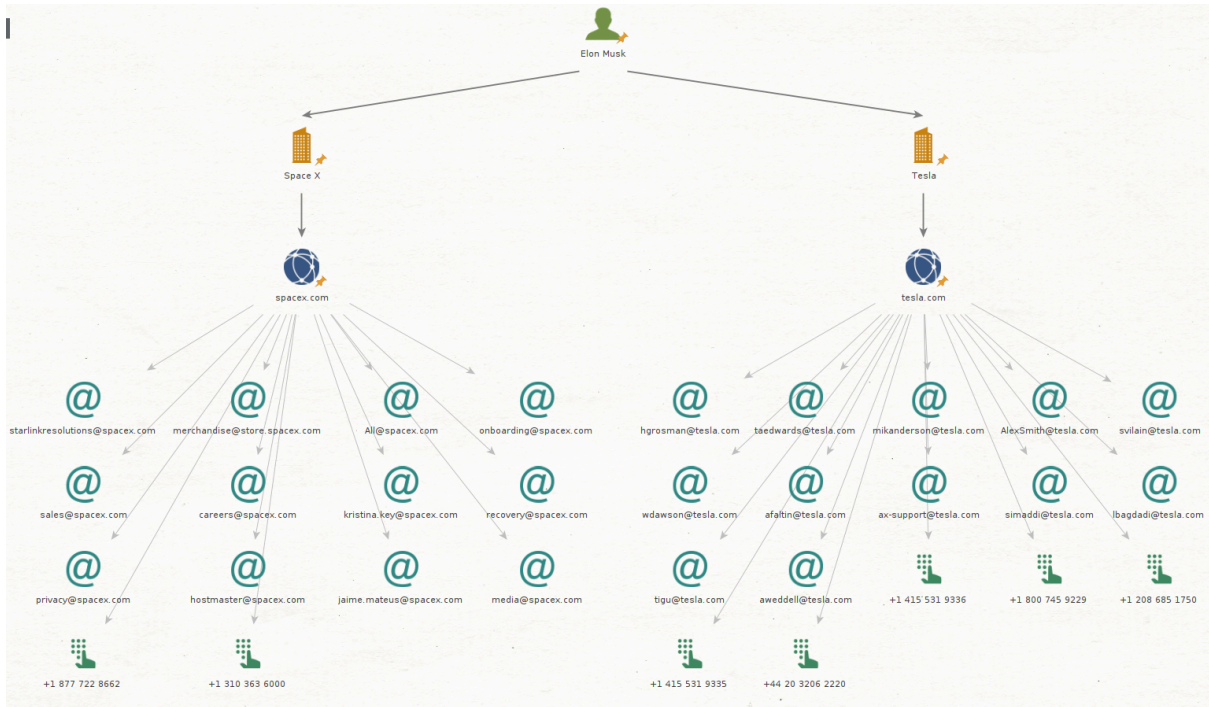 Elon Musk
Space X
Tesla
spacex.com
tesla.com
starlinkresolutions@spacex.com
merchandise@store.spacex.com
All@spacex.com
onboarding@spacex.com
hgrosman@tesla.com
taedwards@tesla.com
mikanderson@tesla.com
AlexSmith@tesla.com
svilain@tesla.com
sales@spacex.com
careers@spacex.com
kristina.key@spacex.com
recovery@spacex.com
wdawson@tesla.com
afaltin@tesla.com
ax-support@tesla.com
simaddi@tesla.com
lbagdadi@tesla.com
privacy@spacex.com
hostmaster@spacex.com
jaime.mateus@spacex.com
media@spacex.com
tigu@tesla.com
aweddell@tesla.com
+1 415 531 9336
+1 800 745 9229
+1 208 685 1750
+1 877 722 8662
+1 310 363 6000
+1 415 531 9335
+44 20 3206 2220